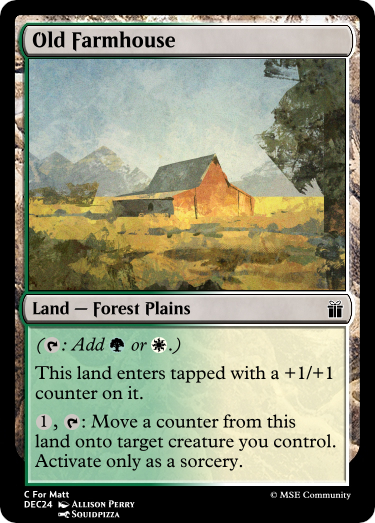 Old Farmhouse
Land — Forest Plains
(: Add or .)
This land enters tapped with a +1/+1
counter on it.
1, : Move a counter from this
land onto target creature you control.
Activate only as a sorcery.
C For Matt
DEC24 Allison Perry
Squidpizza
© MSE Community